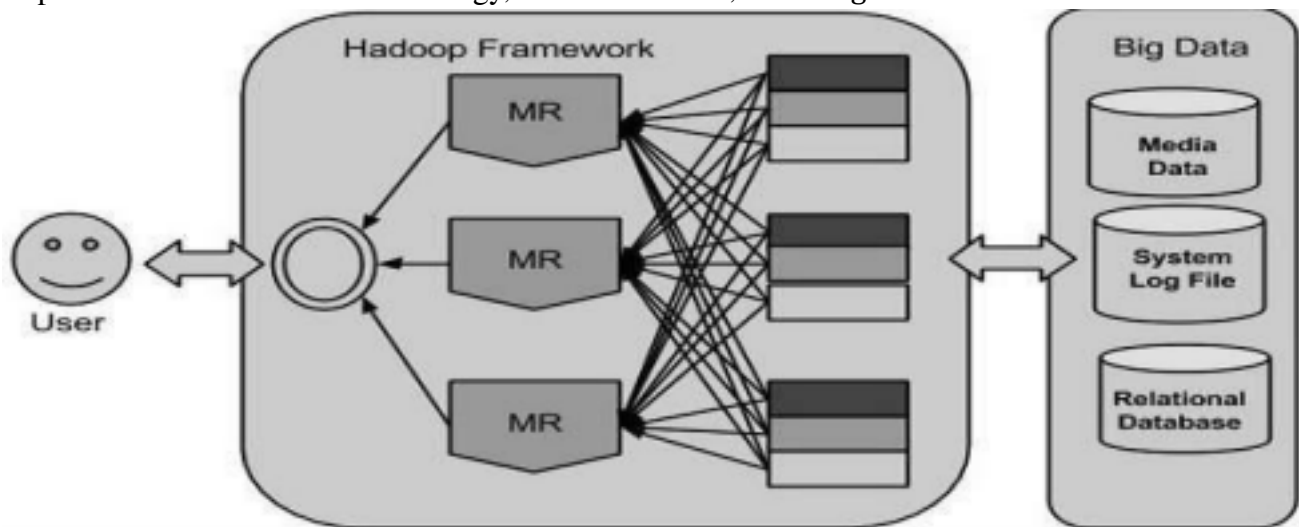 Hadoop Framework
Big Data
MR
Media
Data
User
MR
System
Log File
MR
Relational
Database